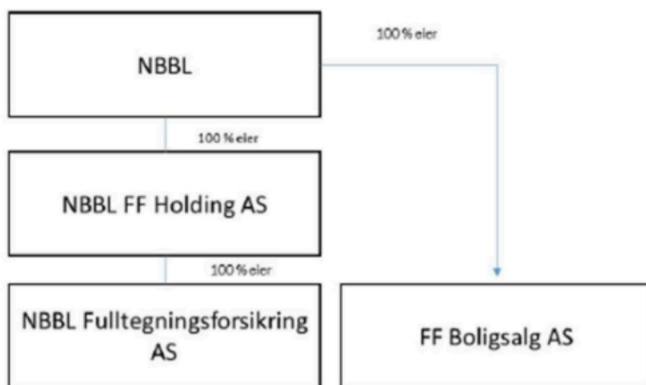 100 % eier
NBBL
100 % eier
NBBL FF Holding AS
100 % eier
NBBL Fulltegningsforsikring
AS
FF Boligsalg AS